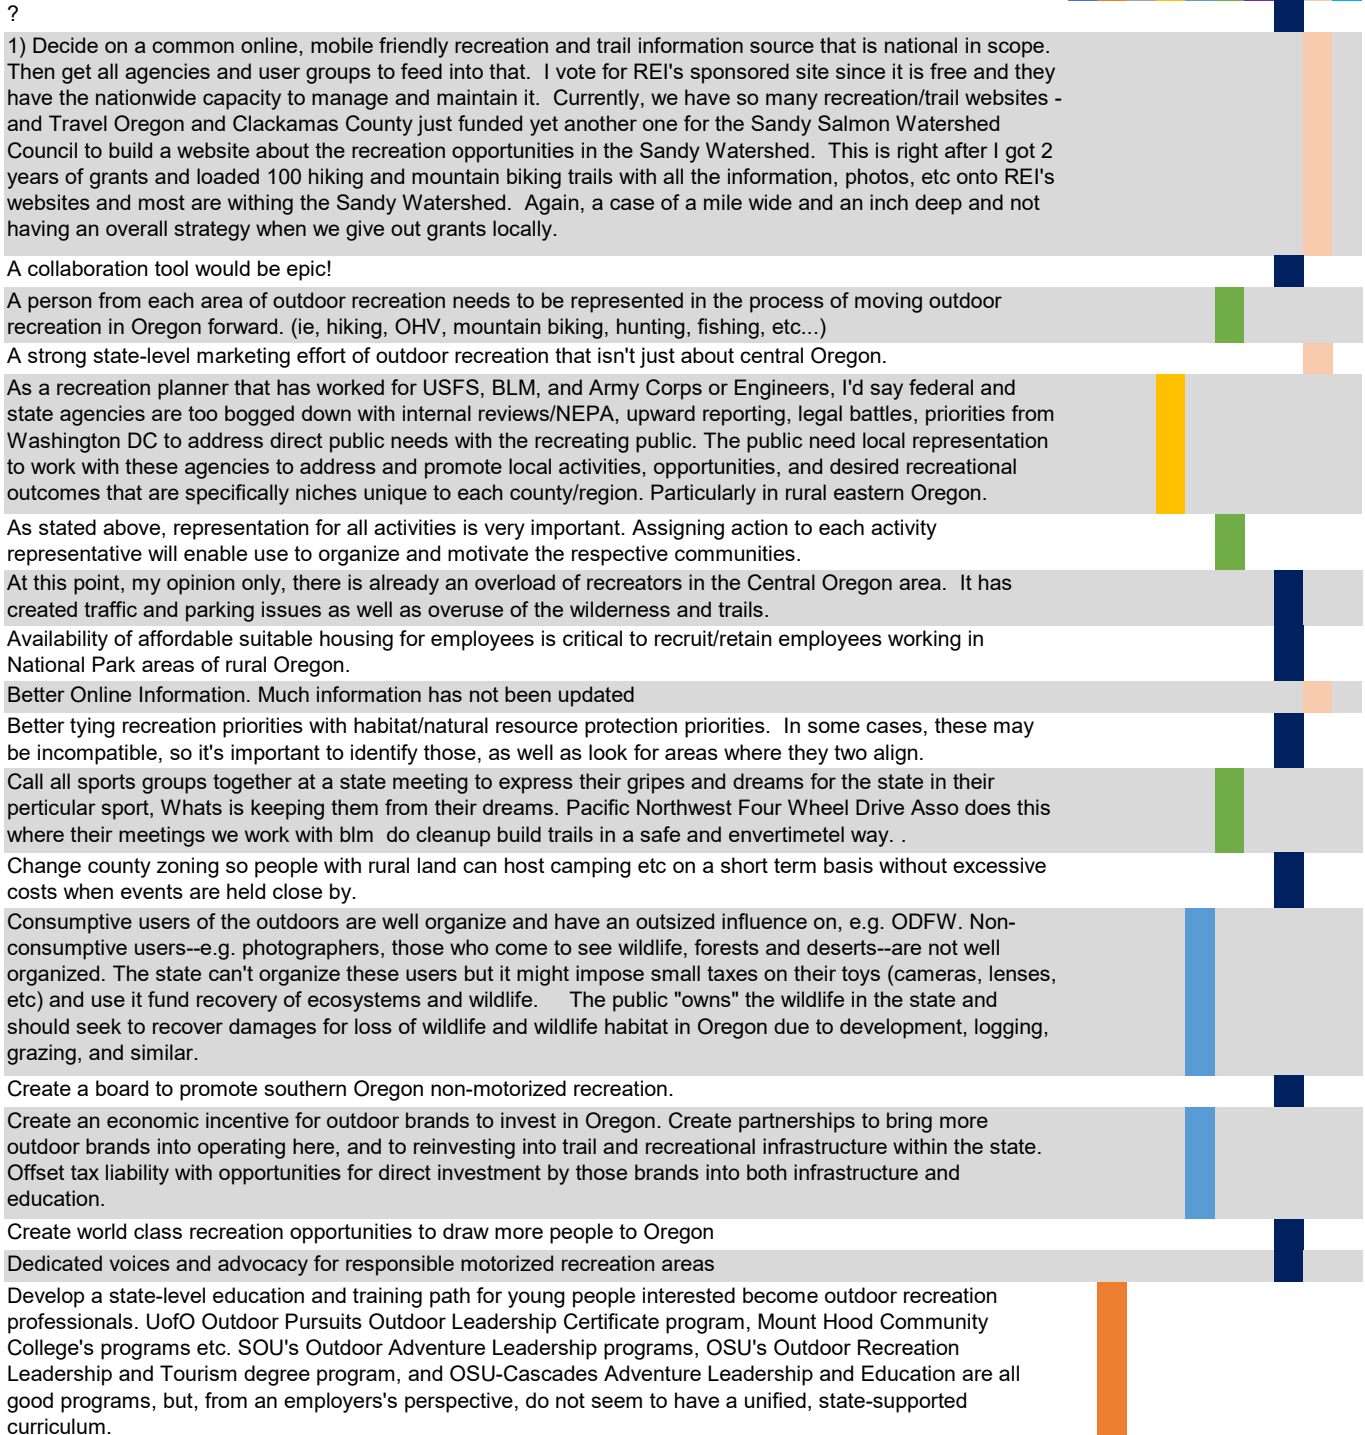 ?
1) Decide on a common online, mobile friendly recreation and trail information source that is national in scope.
Then get all agencies and user groups to feed into that.  I vote for REI's sponsored site since it is free and they
have the nationwide capacity to manage and maintain it.  Currently, we have so many recreation/trail websites -
and Travel Oregon and Clackamas County just funded yet another one for the Sandy Salmon Watershed
Council to build a website about the recreation opportunities in the Sandy Watershed.  This is right after I got 2
years of grants and loaded 100 hiking and mountain biking trails with all the information, photos, etc onto REI's
websites and most are withing the Sandy Watershed.  Again, a case of a mile wide and an inch deep and not
having an overall strategy when we give out grants locally.
A collaboration tool would be epic!
A person from each area of outdoor recreation needs to be represented in the process of moving outdoor
recreation in Oregon forward. (ie, hiking, OHV, mountain biking, hunting, fishing, etc...)
A strong state-level marketing effort of outdoor recreation that isn't just about central Oregon.
As a recreation planner that has worked for USFS, BLM, and Army Corps or Engineers, I'd say federal and
state agencies are too bogged down with internal reviews/NEPA, upward reporting, legal battles, priorities from
Washington DC to address direct public needs with the recreating public. The public need local representation
to work with these agencies to address and promote local activities, opportunities, and desired recreational
outcomes that are specifically niches unique to each county/region. Particularly in rural eastern Oregon.
As stated above, representation for all activities is very important. Assigning action to each activity
representative will enable use to organize and motivate the respective communities.
At this point, my opinion only, there is already an overload of recreators in the Central Oregon area.  It has
created traffic and parking issues as well as overuse of the wilderness and trails.
Availability of affordable suitable housing for employees is critical to recruit/retain employees working in
National Park areas of rural Oregon.
Better Online Information. Much information has not been updated
Better tying recreation priorities with habitat/natural resource protection priorities.  In some cases, these may
be incompatible, so it's important to identify those, as well as look for areas where they two align.
Call all sports groups together at a state meeting to express their gripes and dreams for the state in their
perticular sport, Whats is keeping them from their dreams. Pacific Northwest Four Wheel Drive Asso does this
where their meetings we work with blm  do cleanup build trails in a safe and envertimetel way. .
Change county zoning so people with rural land can host camping etc on a short term basis without excessive
costs when events are held close by.
Consumptive users of the outdoors are well organize and have an outsized influence on, e.g. ODFW. Non-
consumptive users--e.g. photographers, those who come to see wildlife, forests and deserts--are not well
organized. The state can't organize these users but it might impose small taxes on their toys (cameras, lenses,
etc) and use it fund recovery of ecosystems and wildlife.     The public "owns" the wildlife in the state and
should seek to recover damages for loss of wildlife and wildlife habitat in Oregon due to development, logging,
grazing, and similar.
Create a board to promote southern Oregon non-motorized recreation.
Create an economic incentive for outdoor brands to invest in Oregon. Create partnerships to bring more
outdoor brands into operating here, and to reinvesting into trail and recreational infrastructure within the state.
Offset tax liability with opportunities for direct investment by those brands into both infrastructure and
education.
Create world class recreation opportunities to draw more people to Oregon
Dedicated voices and advocacy for responsible motorized recreation areas
Develop a state-level education and training path for young people interested become outdoor recreation
professionals. UofO Outdoor Pursuits Outdoor Leadership Certificate program, Mount Hood Community
College's programs etc. SOU's Outdoor Adventure Leadership programs, OSU's Outdoor Recreation
Leadership and Tourism degree program, and OSU-Cascades Adventure Leadership and Education are all
good programs, but, from an employers's perspective, do not seem to have a unified, state-supported
curriculum.